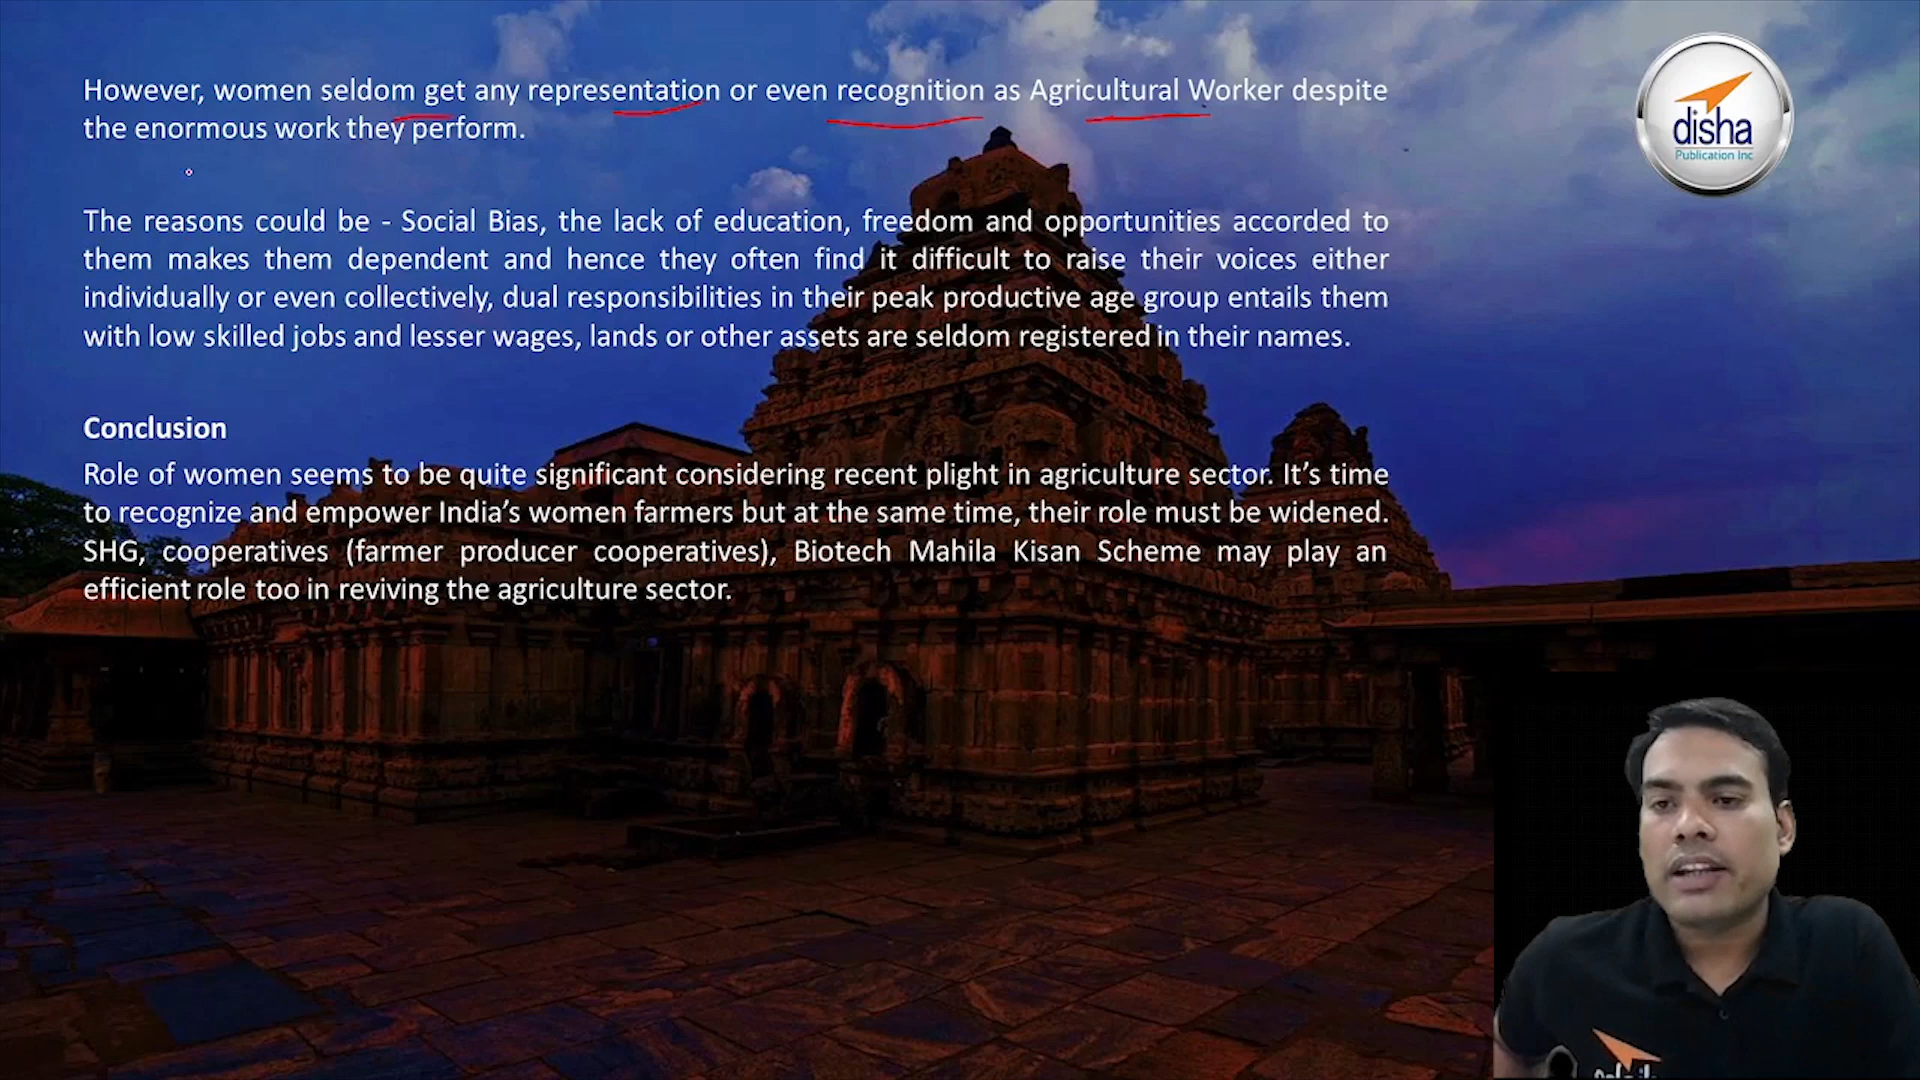 However, women seldom get any representation or even recognition as Agricultural Worker despite
the enormous work they perform.
The reasons could be - Social Bias, the lack of education, freedom and opportunities accorded to
them makes them dependent and hence they often find it difficult to raise their voices either
individually or even collectively, dual responsibilities in their peak productive age group entails them
with low skilled jobs and lesser wages, lands or other assets are seldom registered in their names.
Conclusion
Role of women seems to be quite significant considering recent plight in agriculture sector. It’s time
to recognize and empower India’s women farmers but at the same time, their role must be widened.
SHG, cooperatives (farmer producer cooperatives), Biotech Mahila Kisan Scheme may play an
efficient role too in reviving the agriculture sector.
disha
Publication Inc